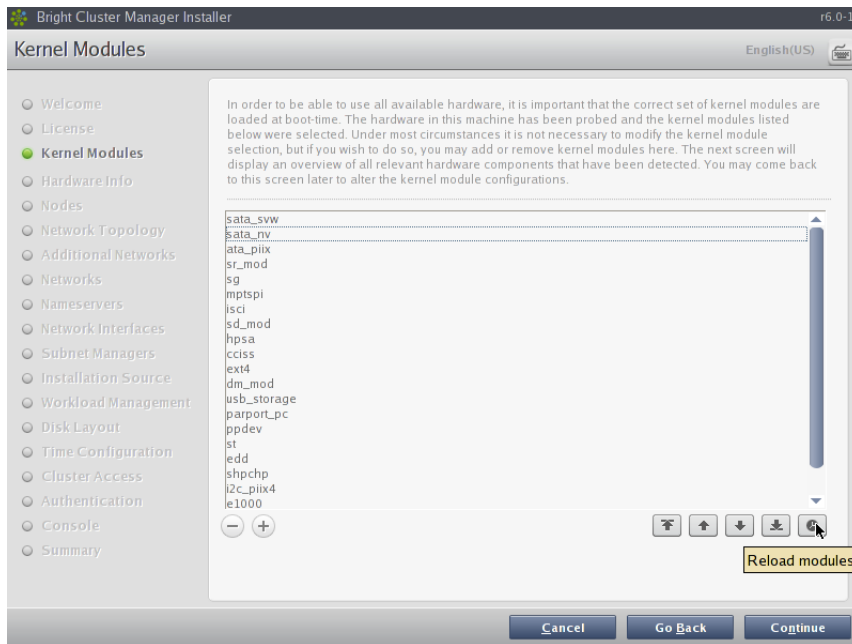 Bright Cluster Manager Installer
r6.0-1
Kernel Modules
English(US)
Welcome
License
Kernel Modules
Hardware Info
Nodes
Network Topology
Additional Networks
Networks
Nameservers
Network Interfaces
Subnet Managers
Installation Source
Workload Management
Disk Layout
Time Configuration
Cluster Access
Authentication
Console
Summary
In order to be able to use all available hardware, it is important that the correct set of kernel modules are
loaded at boot-time. The hardware in this machine has been probed and the kernel modules listed
below were selected. Under most circumstances it is not necessary to modify the kernel module
selection, but if you wish to do so, you may add or remove kernel modules here. The next screen will
display an overview of all relevant hardware components that have been detected. You may come back
to this screen later to alter the kernel module configurations.
sata_svw
sata_nv
ata_piix
sr_mod
sg
mptspi
isci
sd_mod
hpsa
cciss
ext4
dm_mod
usb_storage
parport_pc
ppdev
st
edd
shpchp
i2c_piix4
e1000
Reload modules
Cancel
Go Back
Continue